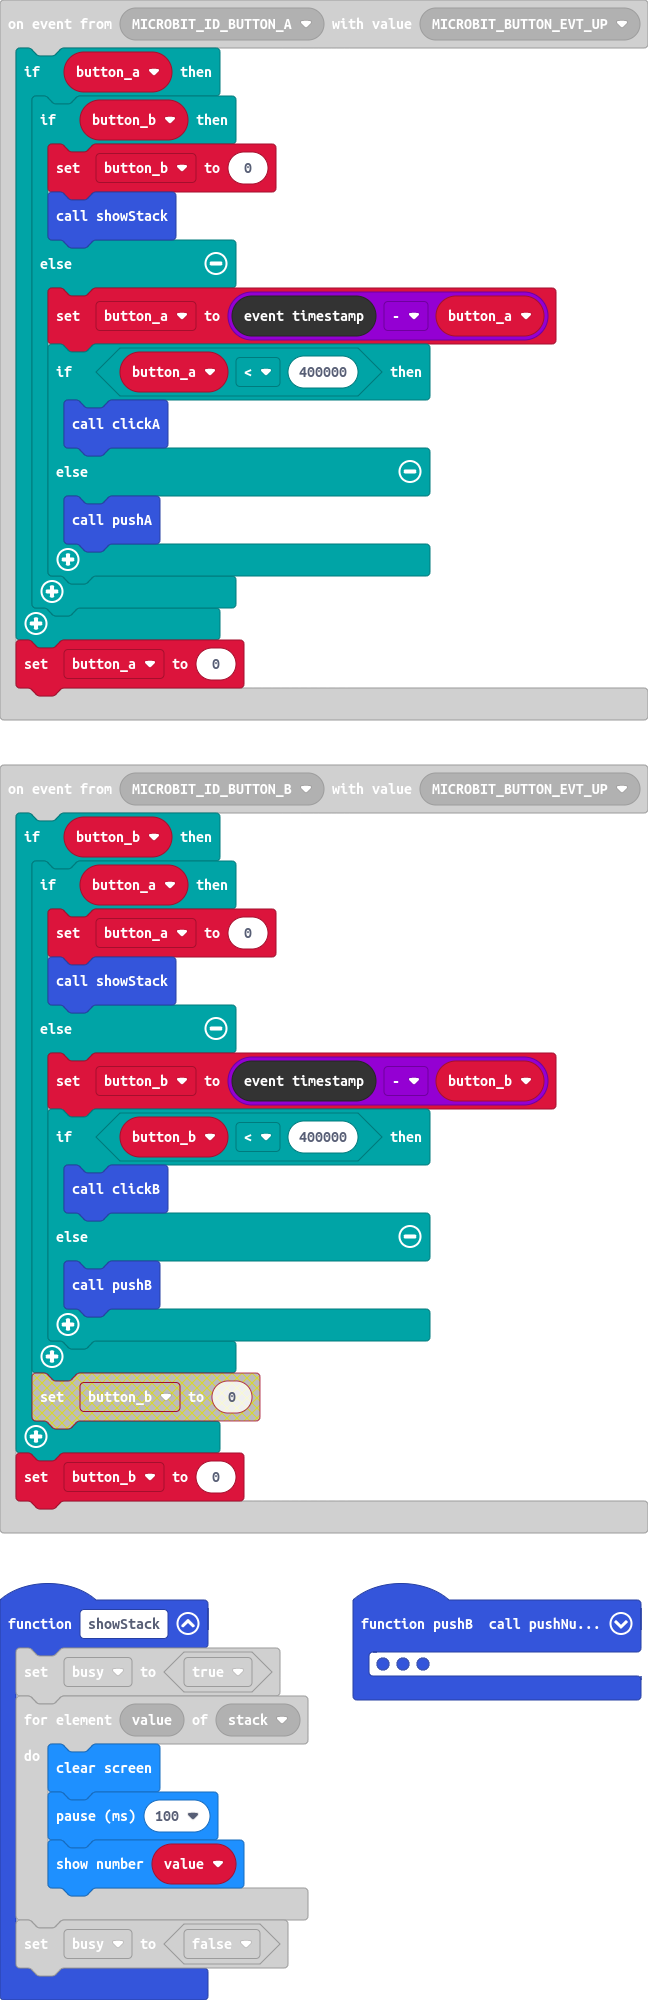 on event from MICROBIT_ID_BUTTON_A with value MICROBIT_BUTTON_EVT_UP
if button_a then
if button_b then
set button_b to 0
call showStack
else
set button_a to event timestamp - button_a
if button_a < 400000 then
call clickA
else
call pushA
set button_a to 0
on event from MICROBIT_ID_BUTTON_B with value MICROBIT_BUTTON_EVT_UP
if button_b then
if button_a then
set button_a to 0
call showStack
else
set button_b to event timestamp - button_b
if button_b < 400000 then
call clickB
else
call pushB
set button_b to 0
set button_b to 0
function showStack
set busy to true
for element value of stack
do
clear screen
pause (ms) 100
show number value
set busy to false
function pushB call pushNu...